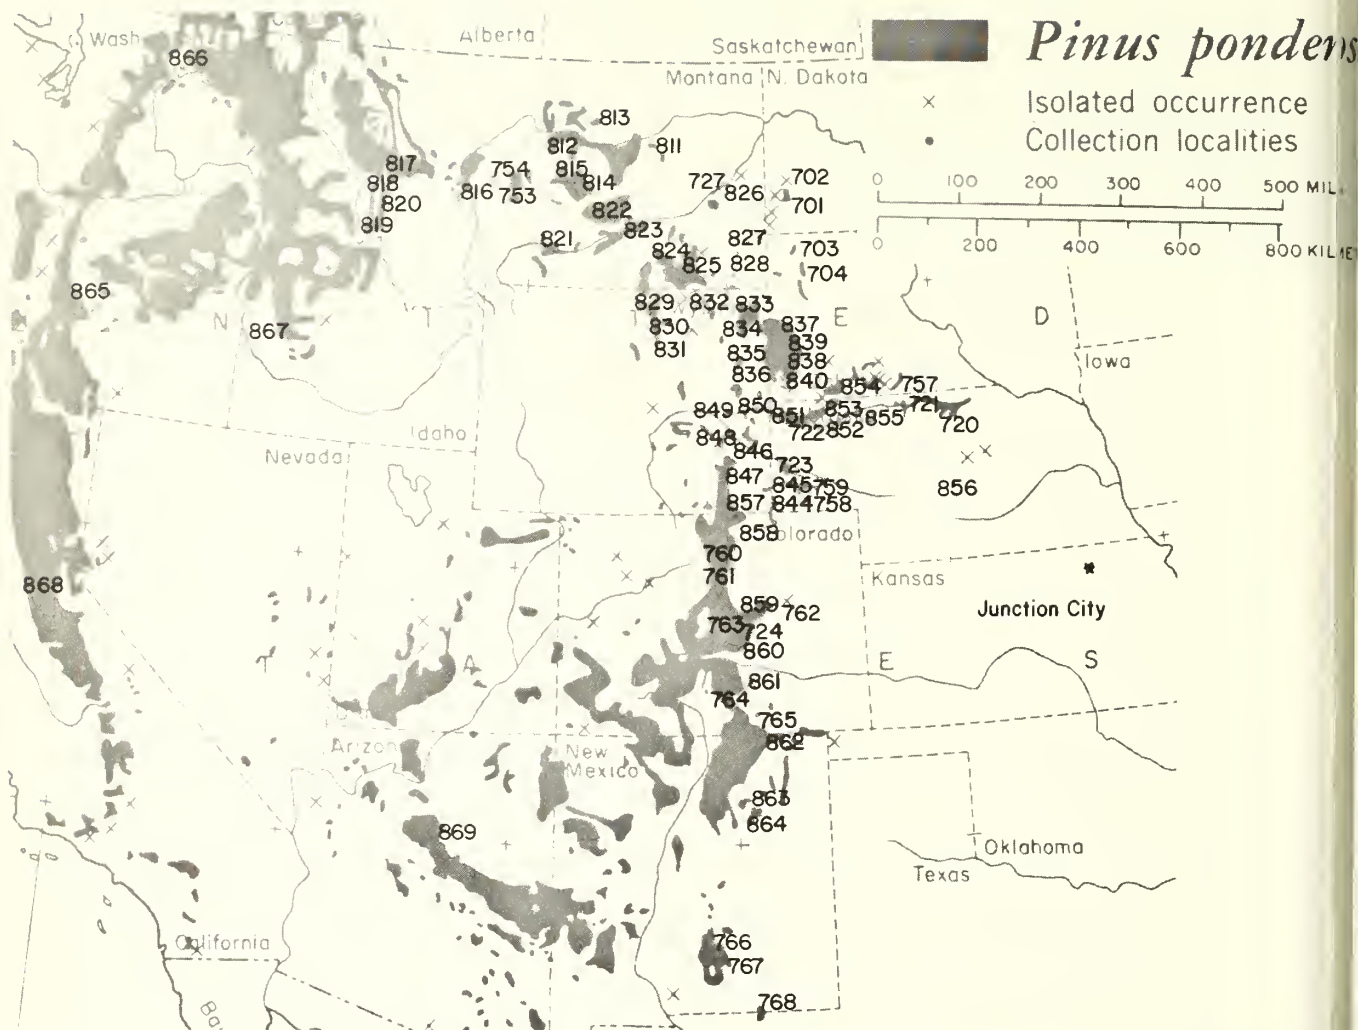 Pinus ponderos
Isolated occurrence
Collection localities
0 100 200 300 400 500 MIL
0 200 400 600 800 KILOMET
Wash
Alberta
Saskatchewan
Montana N. Dakota
866
813
812 811
817 754 815
818 816 753 814 727 826 702
820 822 701
819 821 823 827 703
824 825 828 704
865 829 832 833 E D
N 867 T 830 834 837
831 835 839
838 Iowa
836 840 854 757
849 850 851 853 855 721
Idaho 848 722 852 720
Nevada 846 723
847 845 759 856
857 844 758
858 Colorado
760
868 761 Kansas
859 762 Junction City
763 724
T A 860 E S
861
764
765
Arizona New 862
Mexico
863
869 864
Oklahoma
Texas
California 766
767
768
Ba